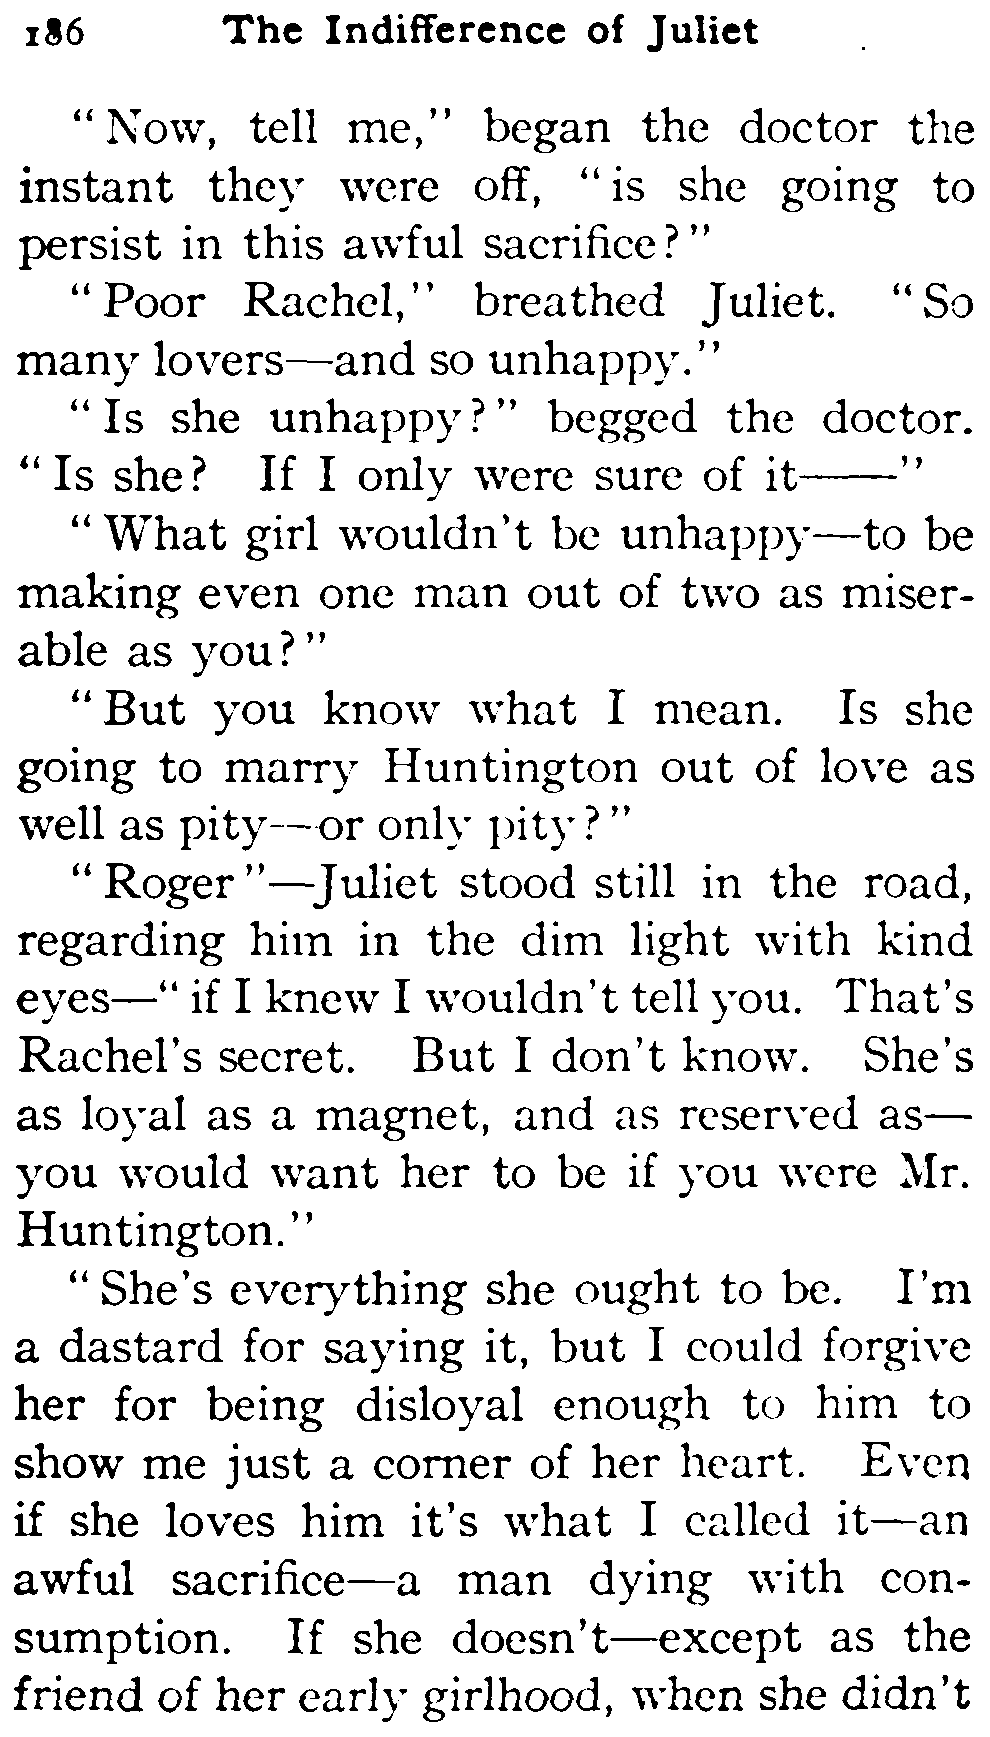 186 The Indifference of Juliet
"Now, tell me," began the doctor the
instant they were off, "is she going to
persist in this awful sacrifice?"
"Poor Rachel," breathed Juliet. "So
many lovers—and so unhappy."
"Is she unhappy?" begged the doctor.
"Is she? If I only were sure of it——"
"What girl wouldn't be unhappy—to be
making even one man out of two as miser-
able as you?"
"But you know what I mean. Is she
going to marry Huntington out of love as
well as pity—or only pity?"
"Roger"—Juliet stood still in the road,
regarding him in the dim light with kind
eyes—"if I knew I wouldn't tell you. That's
Rachel's secret. But I don't know. She's
as loyal as a magnet, and as reserved as—
you would want her to be if you were Mr.
Huntington."
"She's everything she ought to be. I'm
a dastard for saying it, but I could forgive
her for being disloyal enough to him to
show me just a corner of her heart. Even
if she loves him it's what I called it—an
awful sacrifice—a man dying with con-
sumption. If she doesn't—except as the
friend of her early girlhood, when she didn't